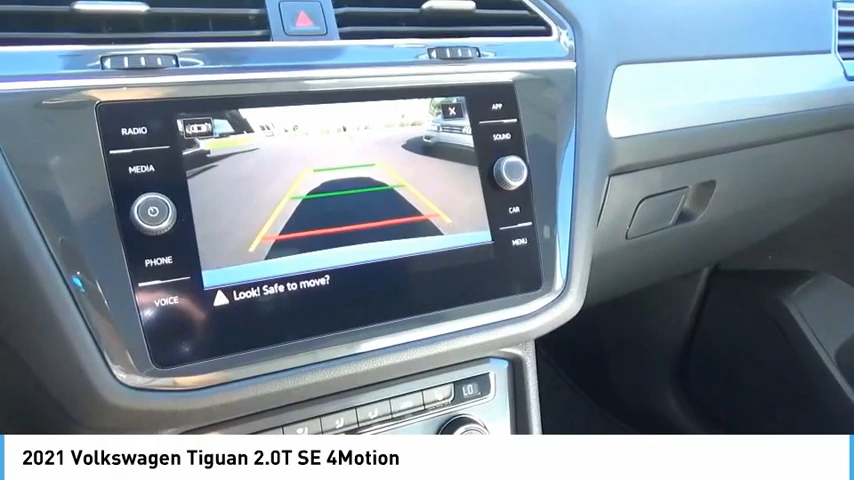 RADIO
MEDIA
PHONE
VOICE
X
APP
SOUND
CAR
MENU
Look! Safe to move?
LO
2021 Volkswagen Tiguan 2.0T SE 4Motion